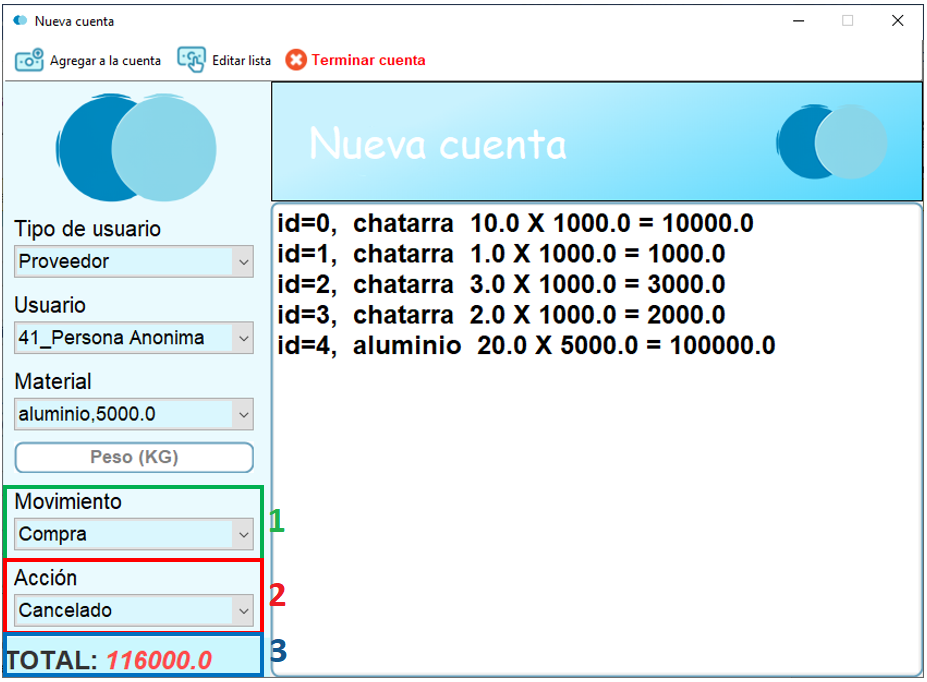 Nueva cuenta
Agregar a la cuenta Editar lista Terminar cuenta
Nueva cuenta
Tipo de usuario
Proveedor
Usuario
41_Persona Anonima
Material
aluminio,5000.0
Peso (KG)
Movimiento
Compra
1
Acción
Cancelado
2
TOTAL: 116000.0
3
id=0, chatarra 10.0 X 1000.0 = 10000.0
id=1, chatarra 1.0 X 1000.0 = 1000.0
id=2, chatarra 3.0 X 1000.0 = 3000.0
id=3, chatarra 2.0 X 1000.0 = 2000.0
id=4, aluminio 20.0 X 5000.0 = 100000.0